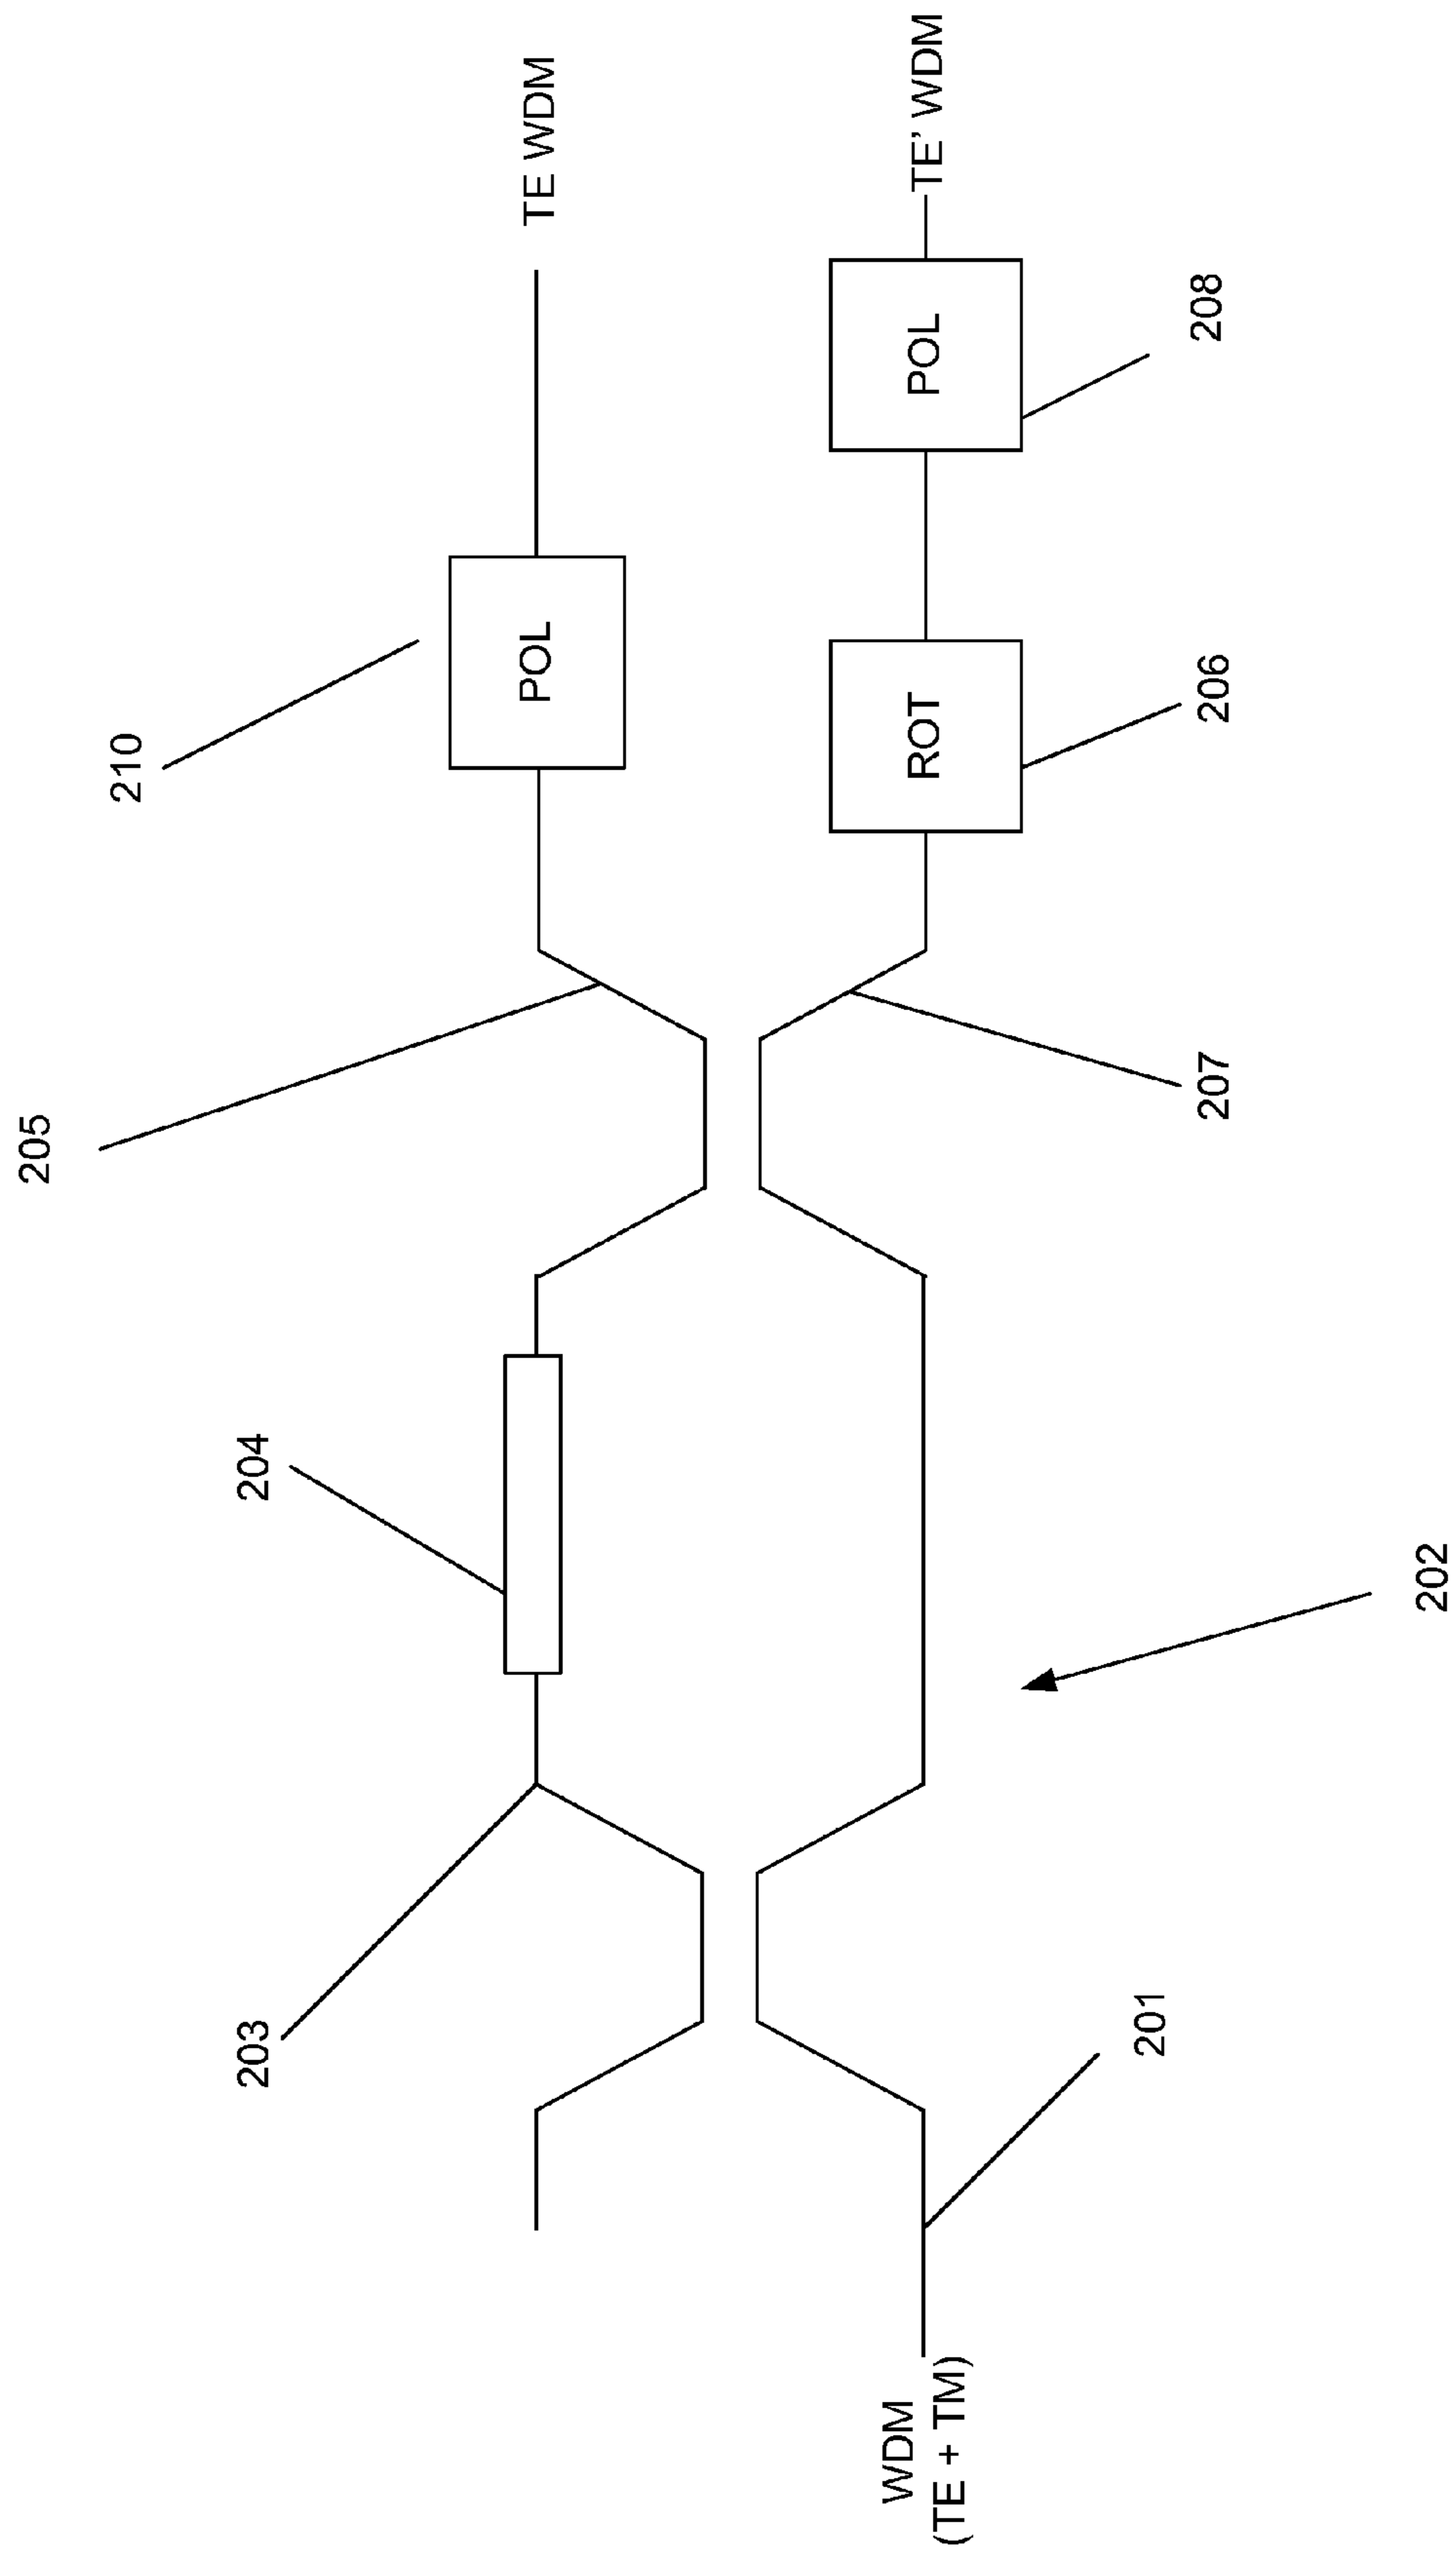 210
205
204
203
POL
TE WDM
WDM
(TE + TM)
ROT
POL
TE' WDM
201
202
207
206
208